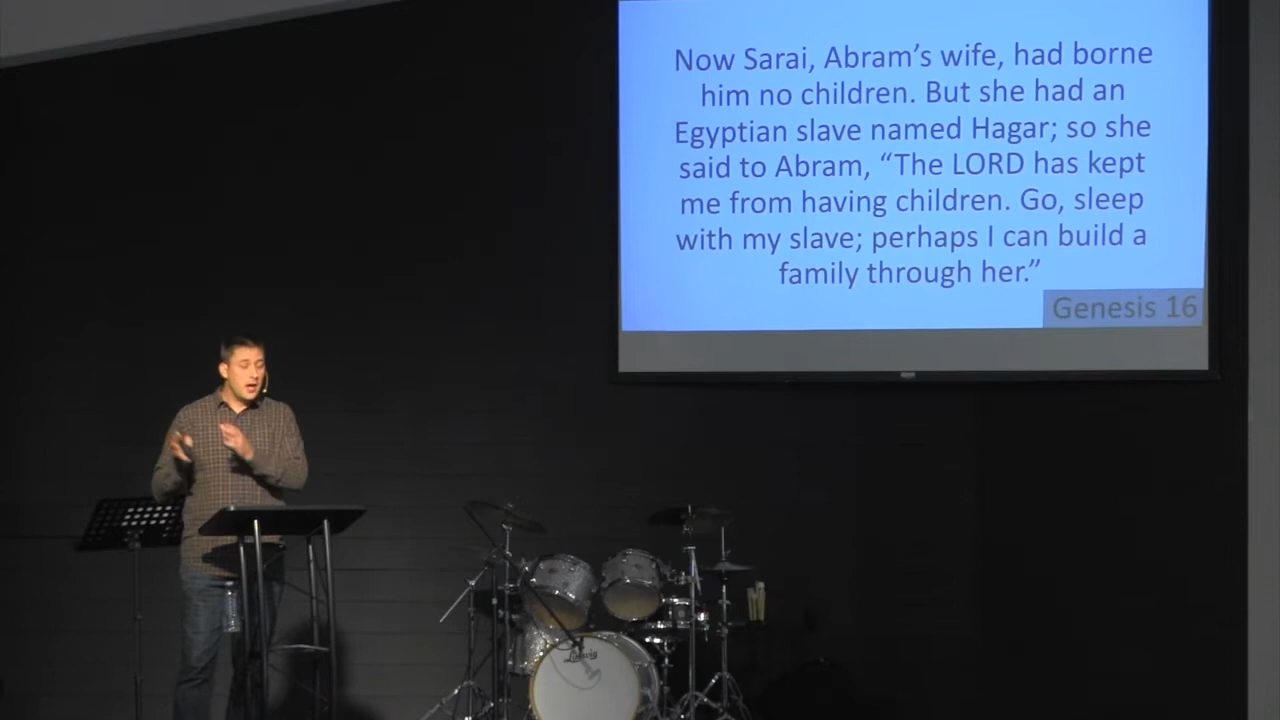 Now Sarai, Abram’s wife, had borne
him no children. But she had an
Egyptian slave named Hagar; so she
said to Abram, “The LORD has kept
me from having children. Go, sleep
with my slave; perhaps I can build a
family through her.”
Genesis 16
Ludwig